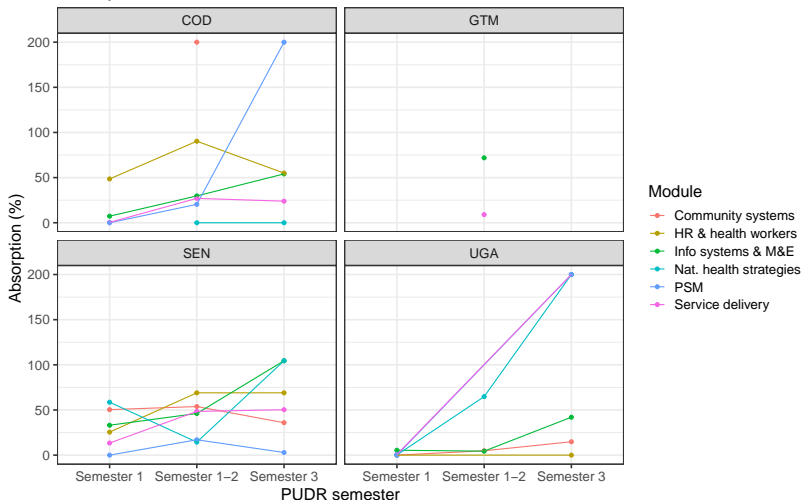 COD
GTM
200
150
100
50
0
SEN
UGA
200
150
100
50
0
Absorption (%)
Semester 1
Semester 1−2
Semester 3
Semester 1
Semester 1−2
Semester 3
PUDR semester
Module
Community systems
HR & health workers
Info systems & M&E
Nat. health strategies
PSM
Service delivery